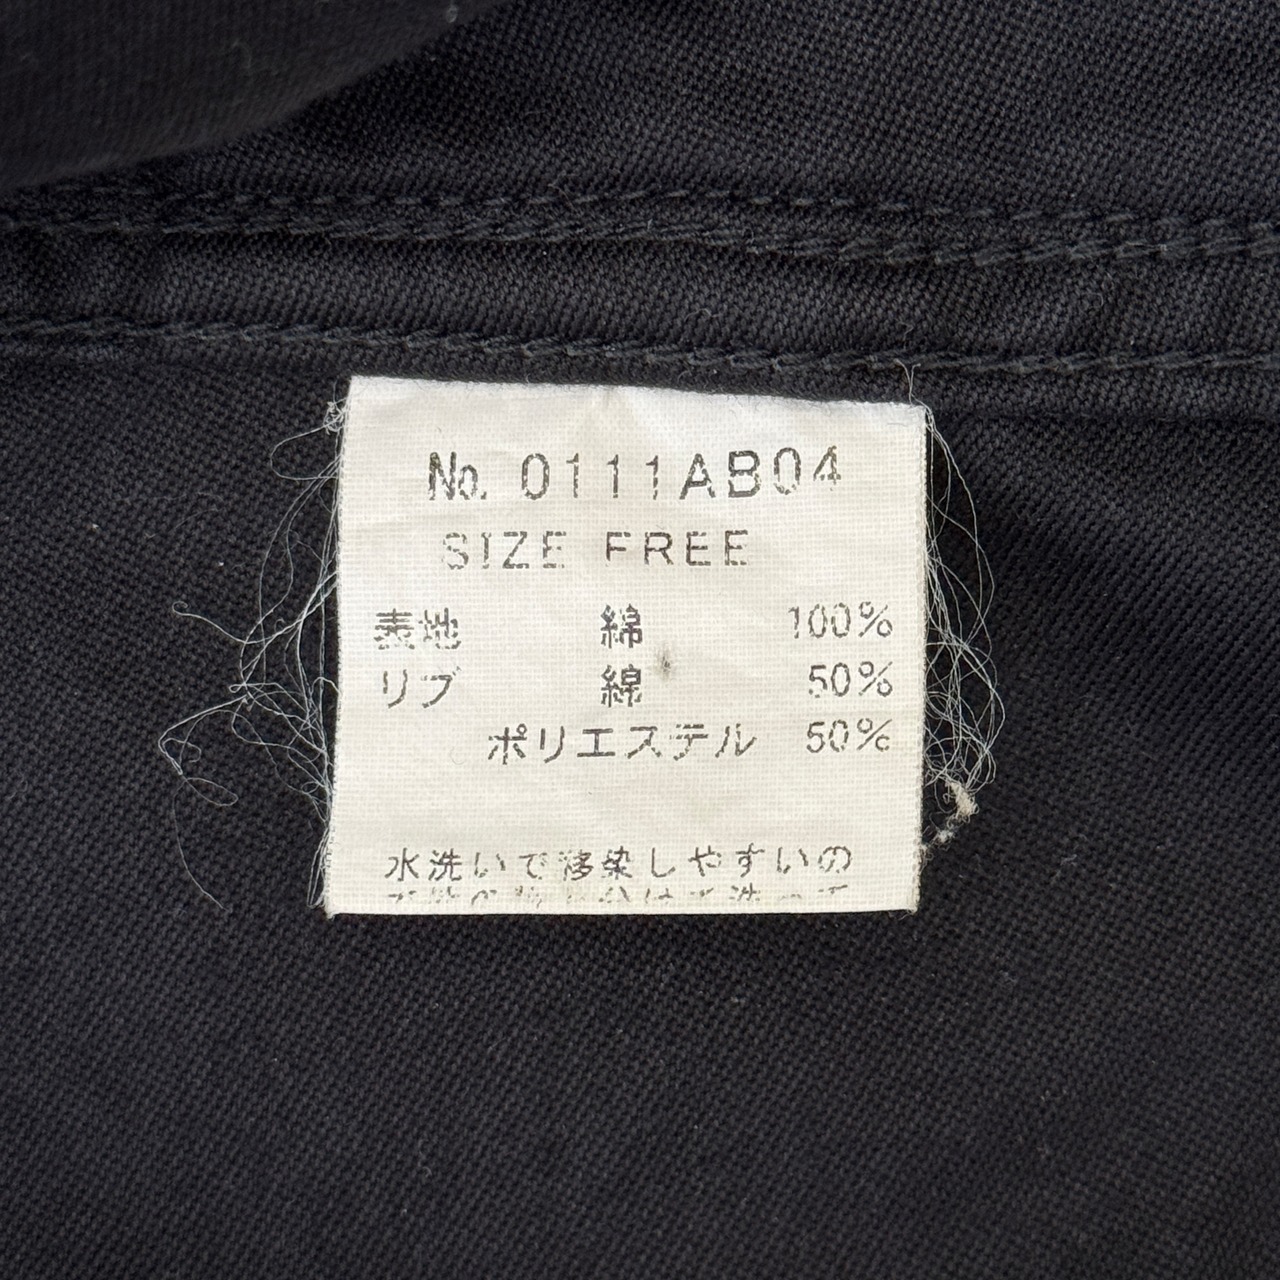 No. 0111AB04
SIZE FREE
表地 綿 100%
リブ 綿 50%
ポリエステル 50%
水洗いで移染しやすいの